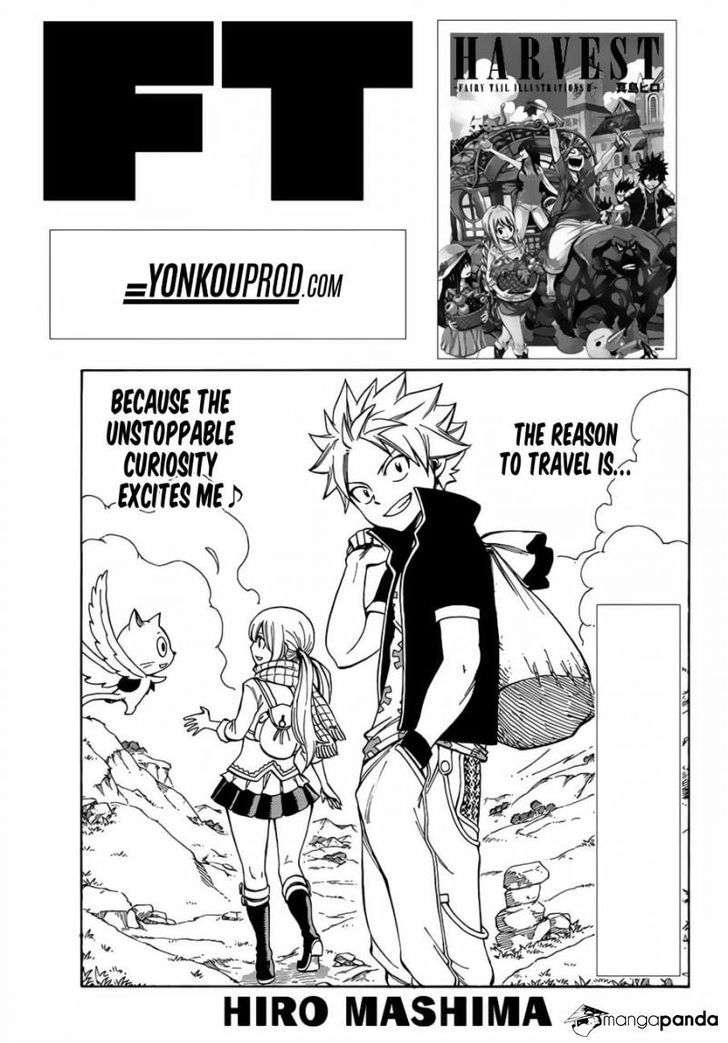 FT
HARVEST
~FAIRY TAIL ILLUSTRATIONS II~ 真島ヒロ
=YONKOUPROD.COM
THE REASON
TO TRAVEL IS...
BECAUSE THE
UNSTOPPABLE
CURIOSITY
EXCITES ME♪
HIRO MASHIMA
mangapanda